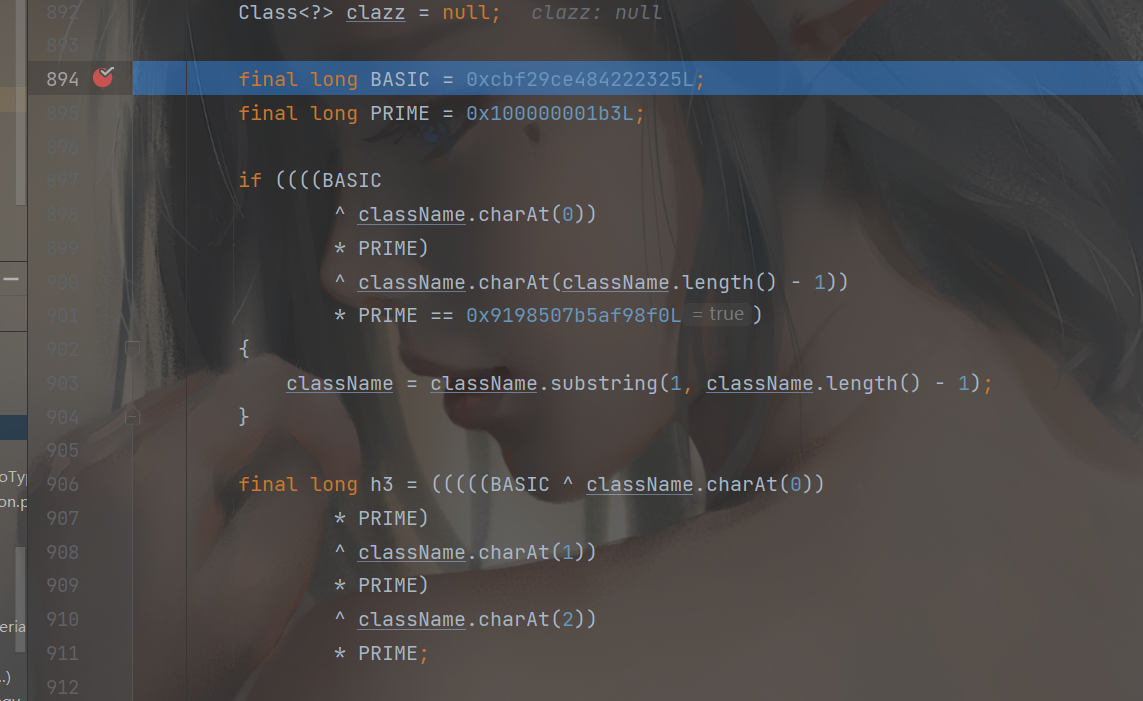 892 Class<?> clazz = null; clazz: null
893
894 final long BASIC = 0xcbf29ce484222325L;
895 final long PRIME = 0x100000001b3L;
896
897 if ((((BASIC
898 ^ className.charAt(0))
899 * PRIME)
900 ^ className.charAt(className.length() - 1))
901 * PRIME == 0x9198507b5af98f0L = true )
902 {
903 className = className.substring(1, className.length() - 1);
904 }
905
oTyp
906 final long h3 = (((((BASIC ^ className.charAt(0))
on.p
907 * PRIME)
908 ^ className.charAt(1))
909 * PRIME)
910 ^ className.charAt(2))
eria
911 * PRIME;
..)
912